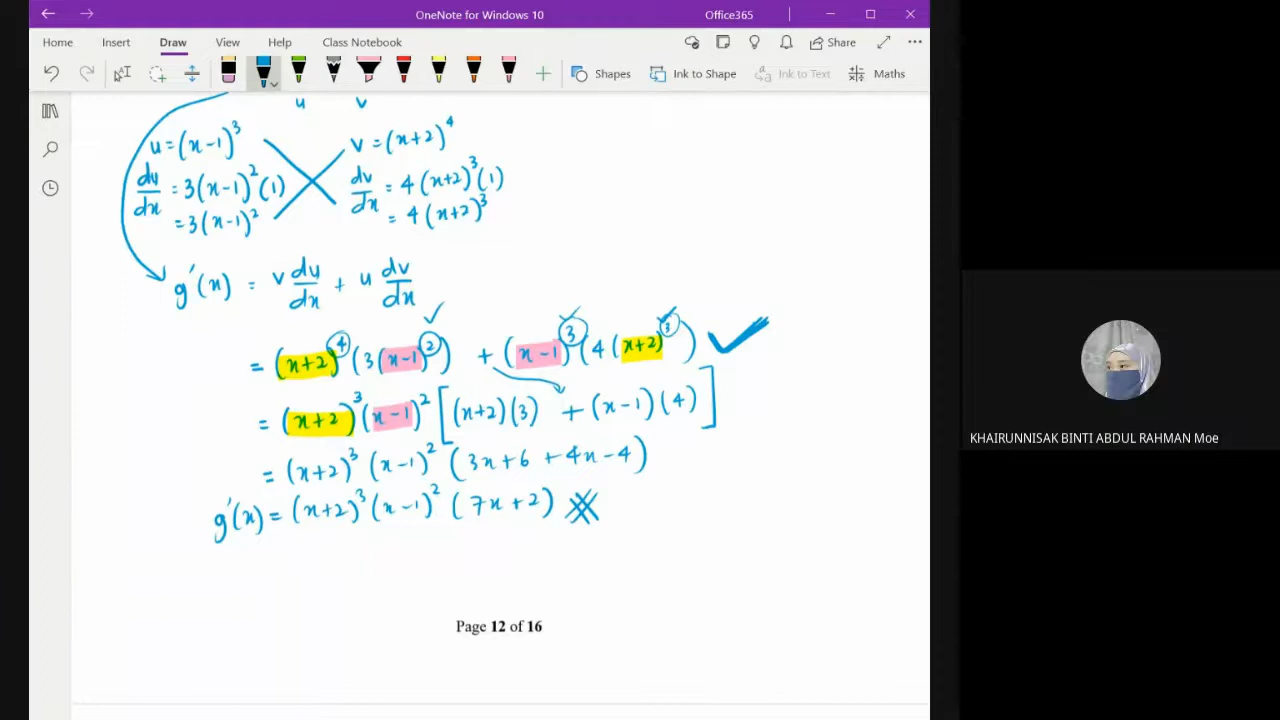 OneNote for Windows 10
Office365
Home Insert Draw View Help Class Notebook Share
Shapes Ink to Shape Ink to Text Maths
u v
u = (x-1)^3 v = (x+2)^4
du/dx = 3(x-1)^2 (1) dv/dx = 4(x+2)^3 (1)
= 3(x-1)^2 = 4(x+2)^3
g'(x) = v du/dx + u dv/dx
= (x+2)^4 (3(x-1)^2) + (x-1)^3 (4(x+2)^3)
= (x+2)^3 (x-1)^2 [(x+2)(3) + (x-1)(4)]
= (x+2)^3 (x-1)^2 (3x+6 +4x-4)
g'(x) = (x+2)^3 (x-1)^2 (7x+2)
Page 12 of 16
KHAIRUNNISAK BINTI ABDUL RAHMAN Moe